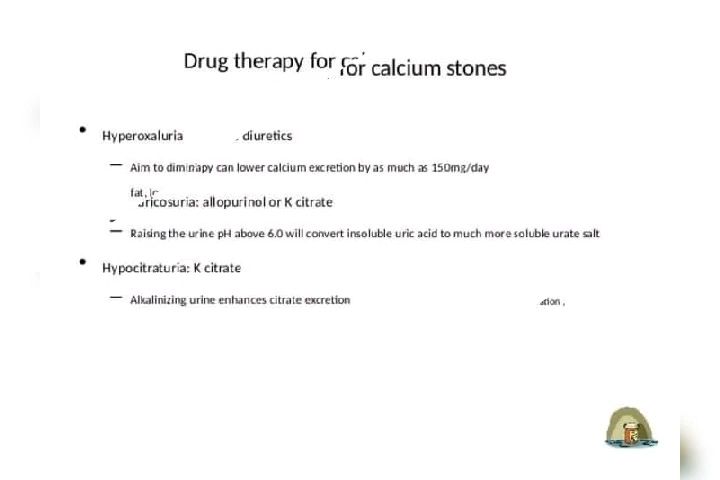 Drug therapy for for calcium stones
• Hyperoxaluria diuretics
– Aim to dimin apy can lower calcium excretion by as much as 150mg/day
fat,
ricosuria: allopurinol or K citrate
– Raising the urine pH above 6.0 will convert insoluble uric acid to much more soluble urate salt
• Hypocitraturia: K citrate
– Alkalinizing urine enhances citrate excretion